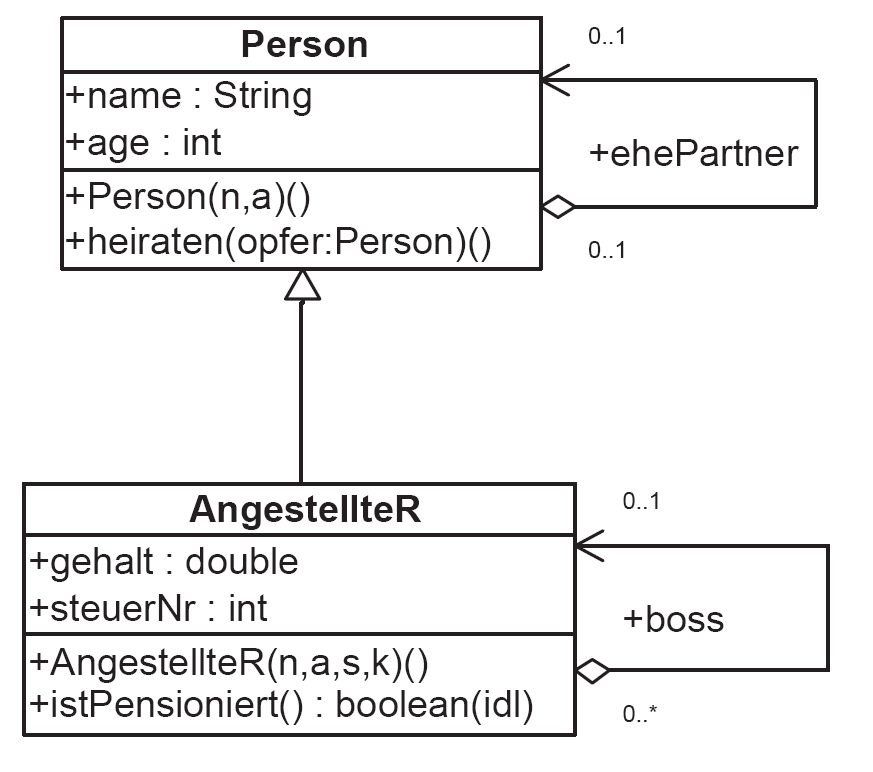 Person
+name : String
+age : int
+Person(n,a)()
+heiraten(opfer:Person)()
0..1
+ehePartner
0..1
AngestellteR
+gehalt : double
+steuerNr : int
+AngestellteR(n,a,s,k)()
+istPensioniert() : boolean(idl)
0..1
+boss
0..*